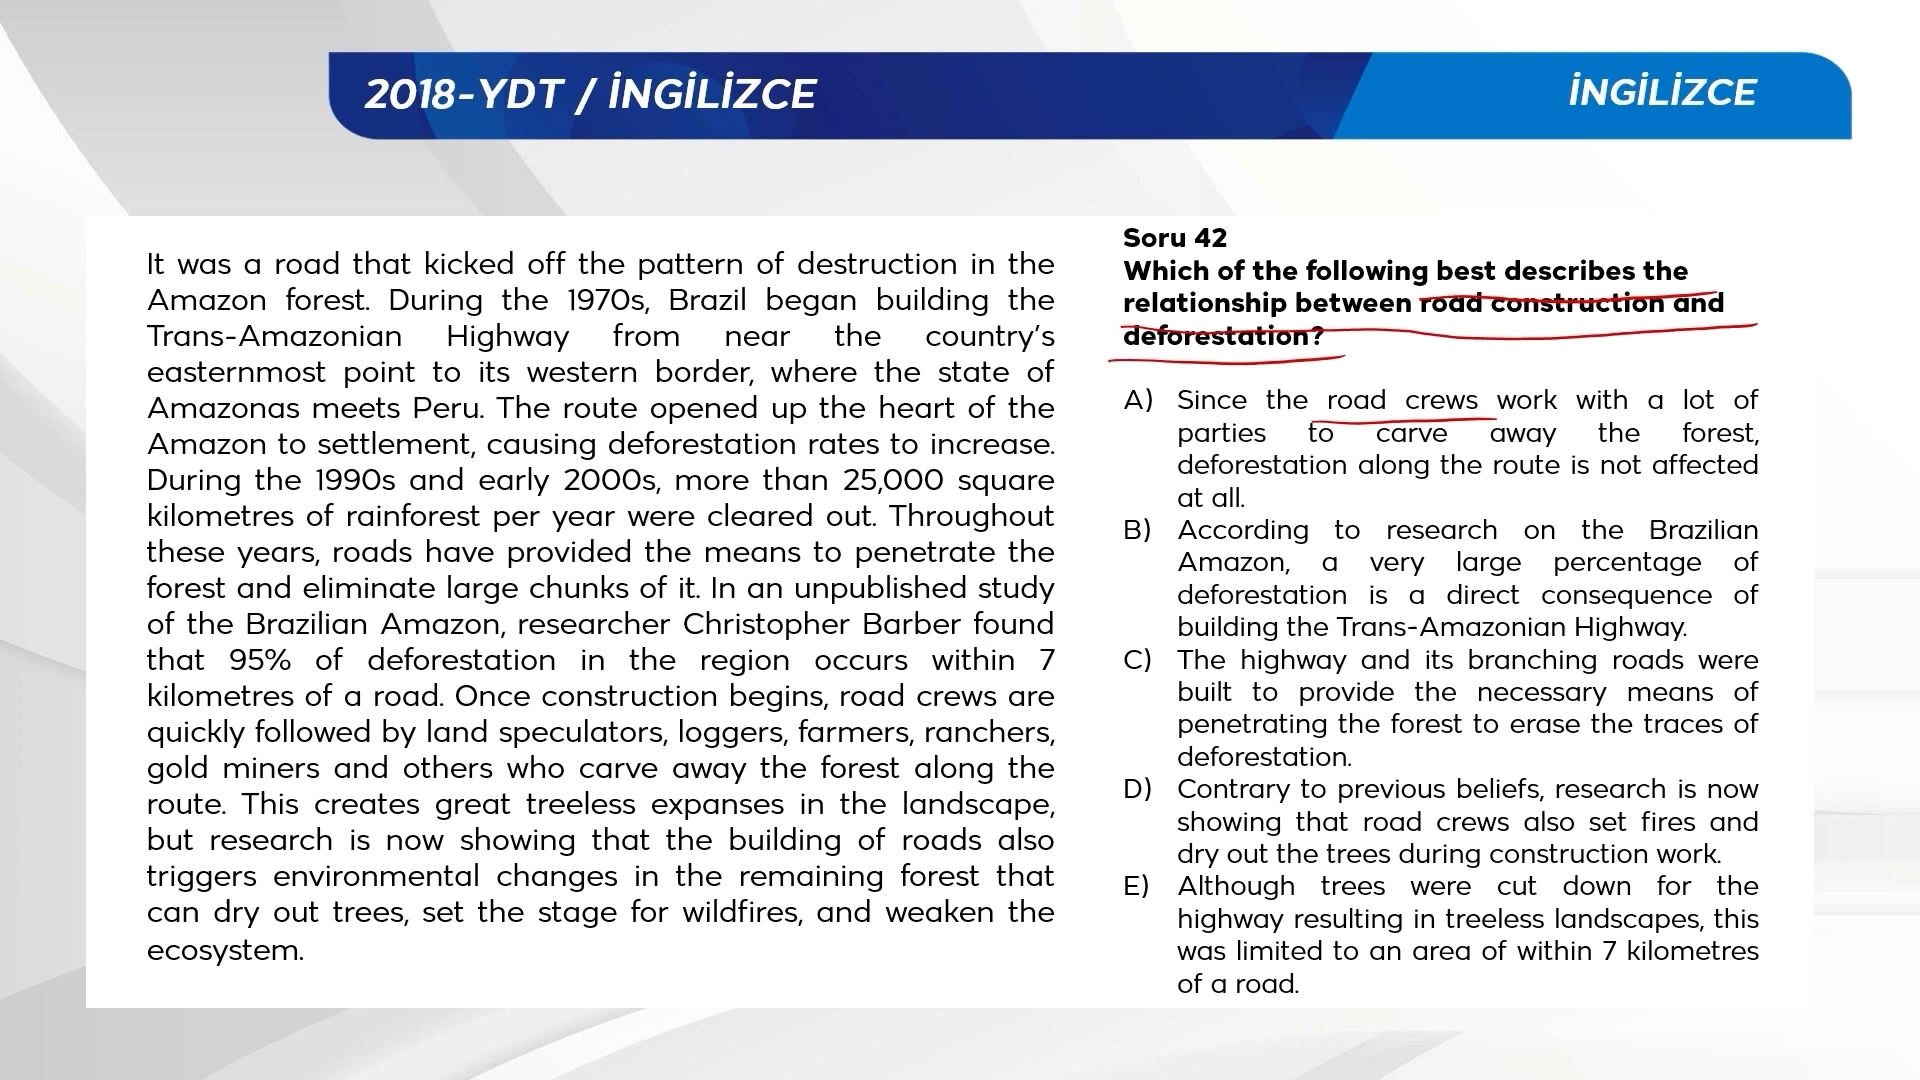 2018-YDT / İNGİLİZCE
İNGİLİZCE
It was a road that kicked off the pattern of destruction in the
Amazon forest. During the 1970s, Brazil began building the
Trans-Amazonian Highway from near the country's
easternmost point to its western border, where the state of
Amazonas meets Peru. The route opened up the heart of the
Amazon to settlement, causing deforestation rates to increase.
During the 1990s and early 2000s, more than 25,000 square
kilometres of rainforest per year were cleared out. Throughout
these years, roads have provided the means to penetrate the
forest and eliminate large chunks of it. In an unpublished study
of the Brazilian Amazon, researcher Christopher Barber found
that 95% of deforestation in the region occurs within 7
kilometres of a road. Once construction begins, road crews are
quickly followed by land speculators, loggers, farmers, ranchers,
gold miners and others who carve away the forest along the
route. This creates great treeless expanses in the landscape,
but research is now showing that the building of roads also
triggers environmental changes in the remaining forest that
can dry out trees, set the stage for wildfires, and weaken the
ecosystem.
Soru 42
Which of the following best describes the
relationship between road construction and
deforestation?
A) Since the road crews work with a lot of
parties to carve away the forest,
deforestation along the route is not affected
at all.
B) According to research on the Brazilian
Amazon, a very large percentage of
deforestation is a direct consequence of
building the Trans-Amazonian Highway.
C) The highway and its branching roads were
built to provide the necessary means of
penetrating the forest to erase the traces of
deforestation.
D) Contrary to previous beliefs, research is now
showing that road crews also set fires and
dry out the trees during construction work.
E) Although trees were cut down for the
highway resulting in treeless landscapes, this
was limited to an area of within 7 kilometres
of a road.